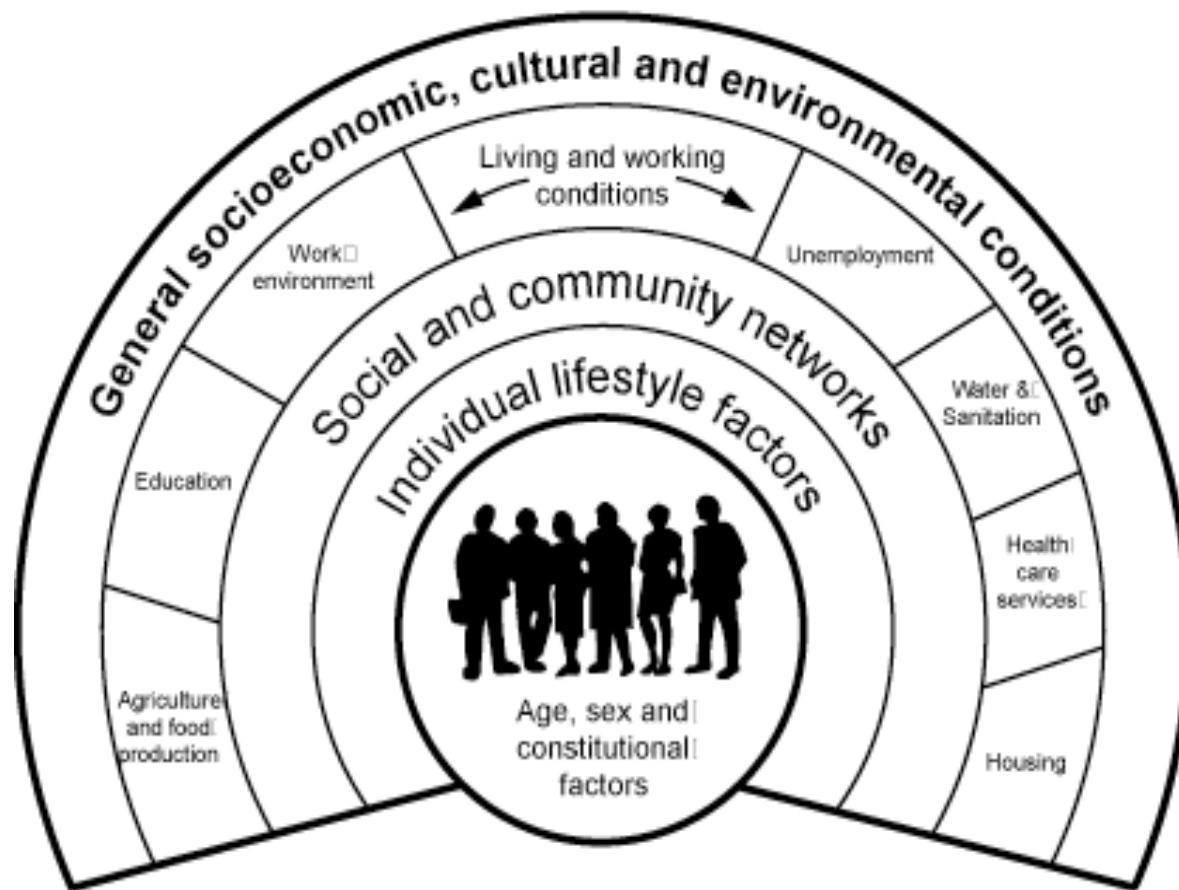 General socioeconomic, cultural and environmental conditions
Living and working
conditions
Work
environment
Unemployment
Education
Water &
Sanitation
Agriculture
and food
production
Health
care
services
Housing
Social and community networks
Individual lifestyle factors
Age, sex and
constitutional
factors